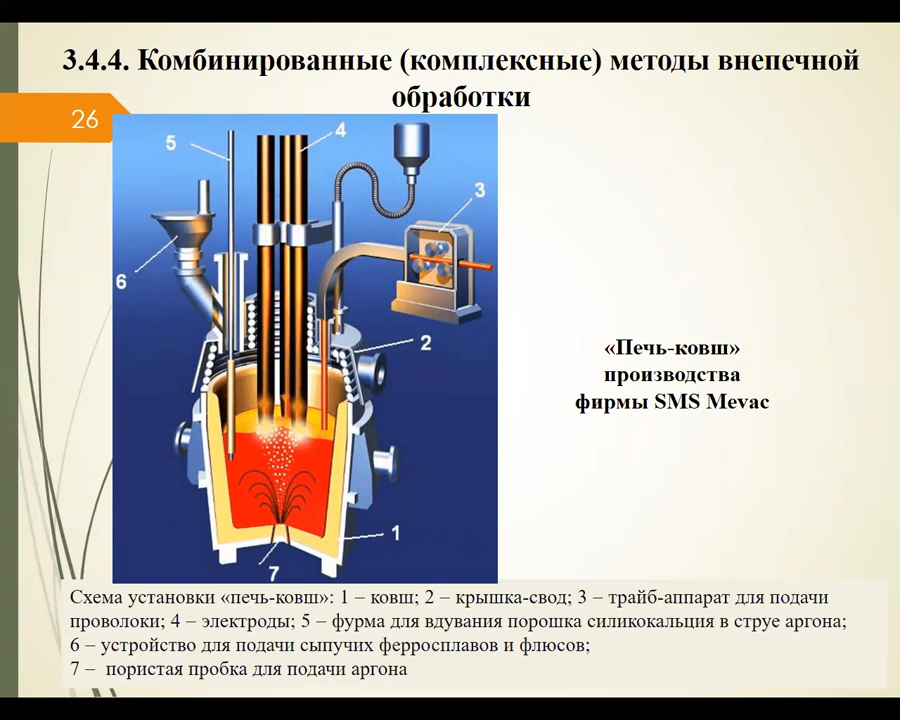 3.4.4. Комбинированные (комплексные) методы внепечной
обработки
26
5
4
3
6
2
1
7
«Печь-ковш»
производства
фирмы SMS Mevac
Схема установки «печь-ковш»: 1 – ковш; 2 – крышка-свод; 3 – трайб-аппарат для подачи
проволоки; 4 – электроды; 5 – фурма для вдувания порошка силикокальция в струе аргона;
6 – устройство для подачи сыпучих ферросплавов и флюсов;
7 – пористая пробка для подачи аргона